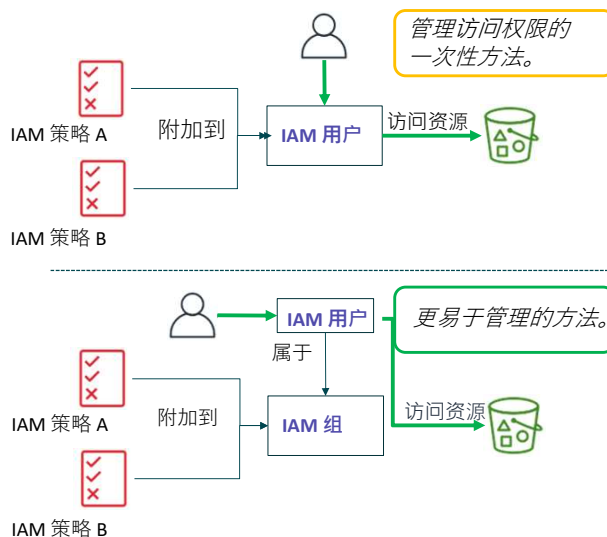 管理访问权限的
一次性方法。
IAM 策略 A
附加到
IAM 用户
访问资源
IAM 策略 B
IAM 用户
更易于管理的方法。
属于
IAM 策略 A
附加到
IAM 组
访问资源
IAM 策略 B